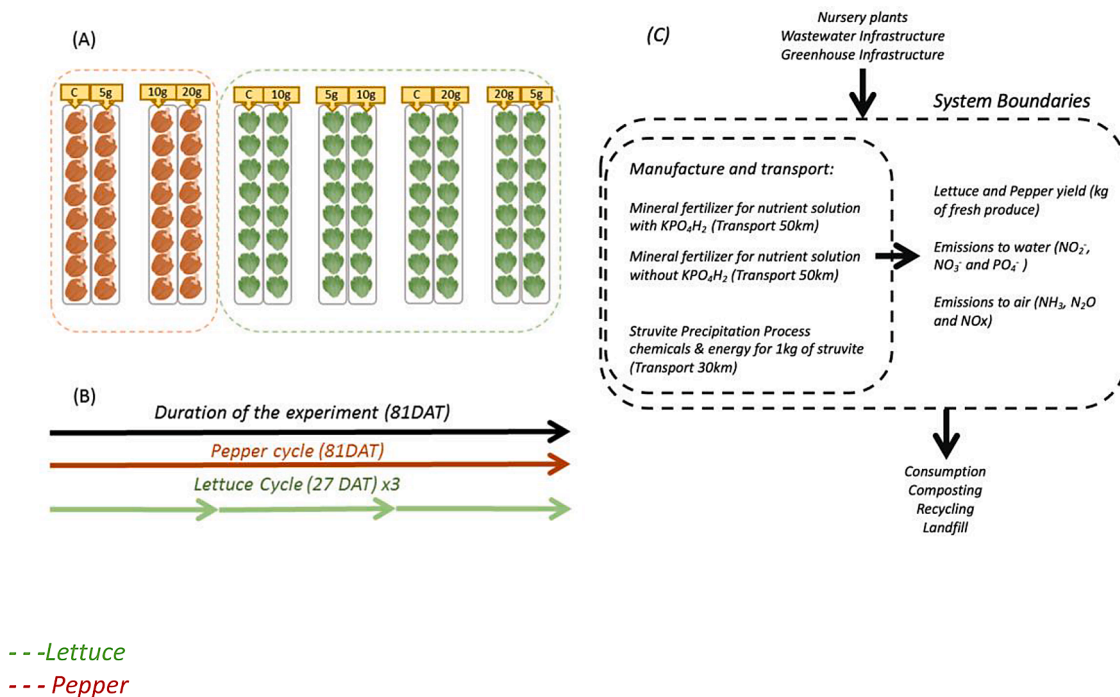 (A)
C 5g 10g 20g C 10g 5g 10g C 20g 20g 5g
(B)
Duration of the experiment (81DAT)
Pepper cycle (81DAT)
Lettuce Cycle (27 DAT) x3
- - -Lettuce
- - - Pepper
(C)
Nursery plants
Wastewater Infrastructure
Greenhouse Infrastructure
System Boundaries
Manufacture and transport:
Mineral fertilizer for nutrient solution
with KPO₄H₂ (Transport 50km)
Mineral fertilizer for nutrient solution
without KPO₄H₂ (Transport 50km)
Struvite Precipitation Process
chemicals & energy for 1kg of struvite
(Transport 30km)
Lettuce and Pepper yield (kg
of fresh produce)
Emissions to water (NO₂⁻,
NO₃⁻ and PO₄⁻ )
Emissions to air (NH₃, N₂O
and NOx)
Consumption
Composting
Recycling
Landfill